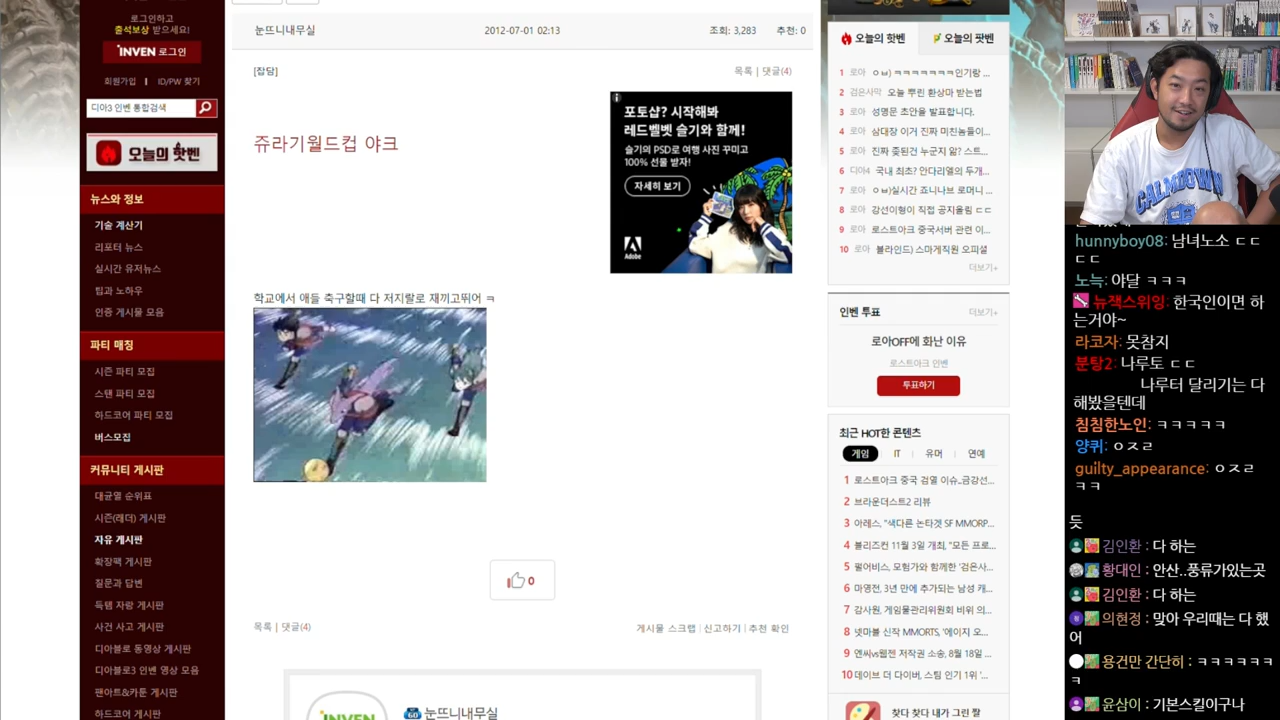 로그인하고
출석보상 받으세요!
INVEN 로그인
회원가입 | ID/PW 찾기
디아3 인벤 통합검색
오늘의 핫벤
뉴스와 정보
기술 계산기
리포터 뉴스
실시간 유저뉴스
팁과 노하우
인증 게시물 모음
파티 매칭
시즌 파티 모집
스탠 파티 모집
하드코어 파티 모집
버스모집
커뮤니티 게시판
대균열 순위표
시즌(래더) 게시판
자유 게시판
확장팩 게시판
질문과 답변
득템 자랑 게시판
사건 사고 게시판
디아블로 동영상 게시판
디아블로3 인벤 영상 모음
팬아트&카툰 게시판
하드코어 게시판
눈뜨니내무실
2012-07-01 02:13
조회: 3,283
추천: 0
[잡담]
목록 | 댓글(4)
쥬라기월드컵 야크
포토샵? 시작해봐
레드벨벳 슬기와 함께!
슬기의 PSD로 여행 사진 꾸미고
100% 선물 받자!
자세히 보기
Adobe
학교에서 애들 축구할때 다 저지랄로 재끼고뛰어 ㅋ
0
목록 | 댓글(4)
게시물 스크랩 | 신고하기 | 추천 확인
INVEN
60 눈뜨니내무실
오늘의 핫벤
오늘의 팟벤
1 로아 ㅇㅂ) ㅋㅋㅋㅋㅋㅋㅋ인기랑 ...
2 검은사막 오늘 뿌린 환상마 받는법
3 로아 성명문 초안을 발표합니다.
4 로아 삼대장 이거 진짜 미친놈들이...
5 로아 진짜 좆된건 누군지 앎? 스트...
6 디아4 국내 최초? 안다리엘의 두개...
7 로아 ㅇㅂ)실시간 죠니나브 로머니 ...
8 로아 강선이형이 직접 공지올림 ㄷㄷ
9 로아 로스트아크 중국서버 관련 이...
10 로아 블라인드) 스마게직원 오피셜
더보기+
인벤 투표
더보기+
로아OFF에 화난 이유
로스트아크 인벤
투표하기
최근 HOT한 콘텐츠
게임 | IT | 유머 | 연예
1 로스트아크 중국 검열 이슈..금강선...
2 브라운더스트2 리뷰
3 아레스, "색다른 논타겟 SF MMORP...
4 블리즈컨 11월 3일 개최, "모든 프로...
5 펄어비스, 모험가와 함께한 '검은사...
6 마영전, 3년 만에 추가되는 남성 캐...
7 감사원, 게임물관리위원회 비위 의...
8 넷마블 신작 MMORTS, '에이지 오...
9 엔씨vs웹젠 저작권 소송, 8월 18일 ...
10 데이브 더 다이버, 스팀 인기 1위 '...
찾다 찾다 내가 그린 짤
CALMDOWN
hunnyboy08: 남녀노소 ㄷㄷ
ㄷㄷ
노늑: 야달 ㅋㅋㅋ
뉴잭스위잉: 한국인이면 하
는거야~
라코자: 못참지
분탕2: 나루토 ㄷㄷ
나루터 달리기는 다
해봤을텐데
침침한노인: ㅋㅋㅋㅋㅋ
양퀴: ㅇㅈㄹ
guilty_appearance: ㅇㅈㄹ
ㅋㅋ
듯
김인환 : 다 하는
황대인 : 안산..풍류가있는곳
김인환 : 다 하는
의현정 : 맞아 우리때는 다 했
어
용건만 간단히 : ㅋㅋㅋㅋㅋㅋㅋ
ㅋ
윤삼이 : 기본스킬이구나